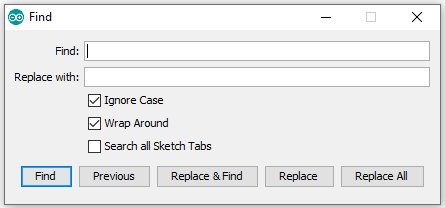 Find
Find:
Replace with:
Ignore Case
Wrap Around
Search all Sketch Tabs
Find Previous Replace & Find Replace Replace All